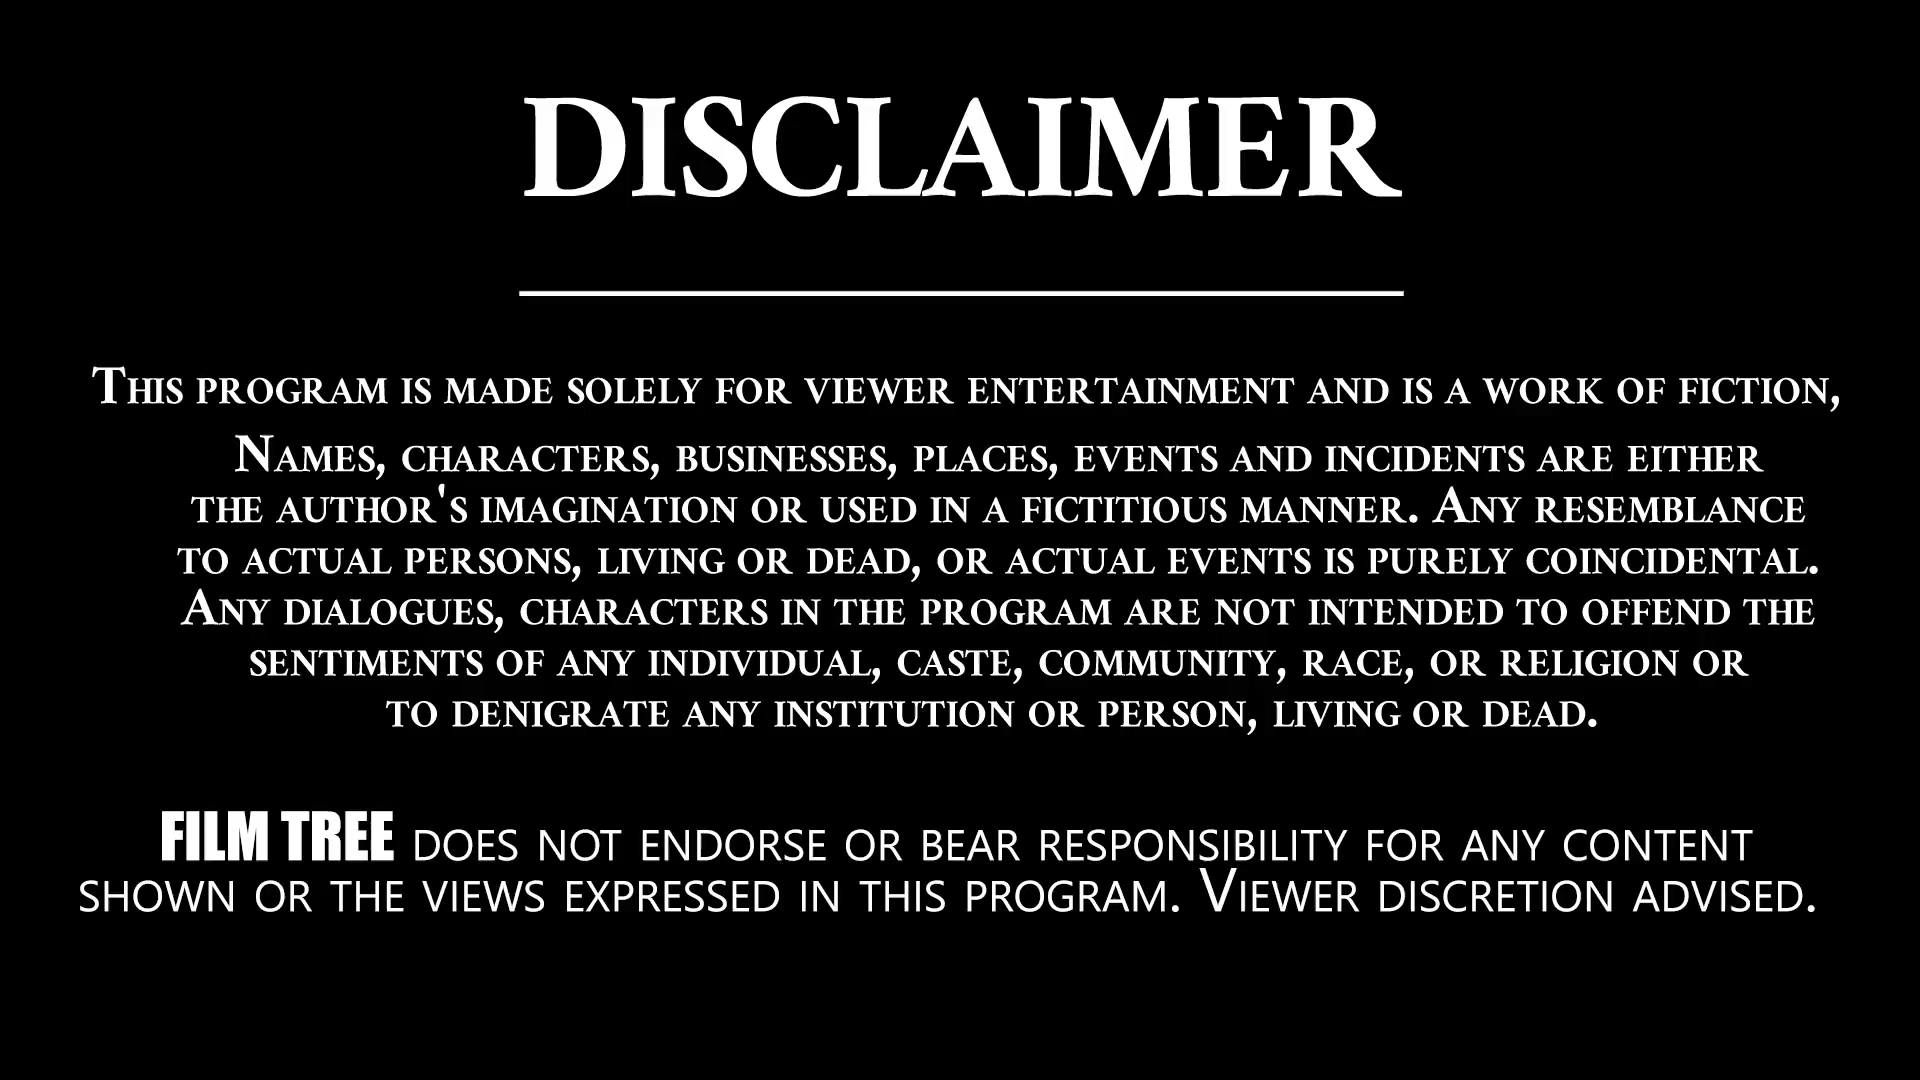 DISCLAIMER
This program is made solely for viewer entertainment and is a work of fiction,
Names, characters, businesses, places, events and incidents are either
the author's imagination or used in a fictitious manner. Any resemblance
to actual persons, living or dead, or actual events is purely coincidental.
Any dialogues, characters in the program are not intended to offend the
sentiments of any individual, caste, community, race, or religion or
to denigrate any institution or person, living or dead.
FILM TREE does not endorse or bear responsibility for any content
shown or the views expressed in this program. Viewer discretion advised.